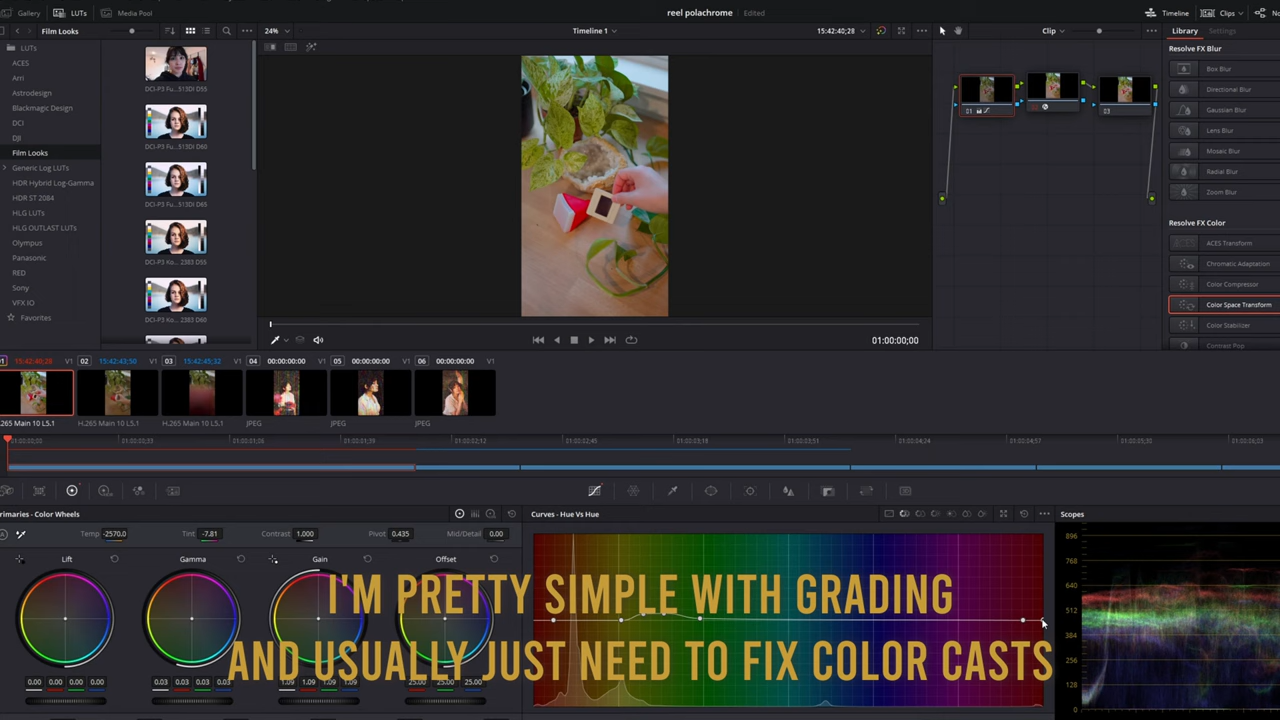 Gallery
LUTs
Media Pool
reel polachrome
Edited
Timeline
Clips
Film Looks
24%
Timeline 1
15:42:40;28
Clip
Library
Settings
LUTs
ACES
Arri
Astrodesign
Blackmagic Design
DCI
DJI
Film Looks
Generic Log LUTs
HDR Hybrid Log-Gamma
HDR ST 2084
HLG LUTs
HLG OUTLAST LUTs
Olympus
Panasonic
RED
Sony
VFX IO
Favorites
DCI-P3 Fu...513DI D55
DCI-P3 Fu...513DI D60
DCI-P3 Fu...513DI D65
DCI-P3 Ko... 2383 D55
DCI-P3 Ko... 2383 D60
01
03
Resolve FX Blur
Box Blur
Directional Blur
Gaussian Blur
Lens Blur
Mosaic Blur
Radial Blur
Zoom Blur
Resolve FX Color
ACES Transform
Chromatic Adaptation
Color Compressor
Color Space Transform
Color Stabilizer
Contrast Pop
01:00:00;00
15:42:40;28 V1
02 15:42:43;50 V1
03 15:42:45;32 V1
04 00:00:00;00 V1
05 00:00:00;00 V1
06 00:00:00;00 V1
.265 Main 10 L5.1
H.265 Main 10 L5.1
H.265 Main 10 L5.1
JPEG
JPEG
JPEG
01:00:00;00
01:00:00;33
01:00:01;06
01:00:01;39
01:00:02;12
01:00:02;45
01:00:03;18
01:00:03;51
01:00:04;24
01:00:04;57
01:00:05;30
01:00:06;03
rimaries - Color Wheels
Curves - Hue Vs Hue
Scopes
Temp -2570.0
Tint -7.81
Contrast 1.000
Pivot 0.435
Mid/Detail 0.00
Lift
Gamma
Gain
Offset
896
768
640
512
384
256
128
I'M PRETTY SIMPLE WITH GRADING
AND USUALLY JUST NEED TO FIX COLOR CASTS
0.00 0.00 0.00 0.00
0.03 0.03 0.03 0.03
1.09 1.09 1.09 1.09
25.00 25.00 25.00